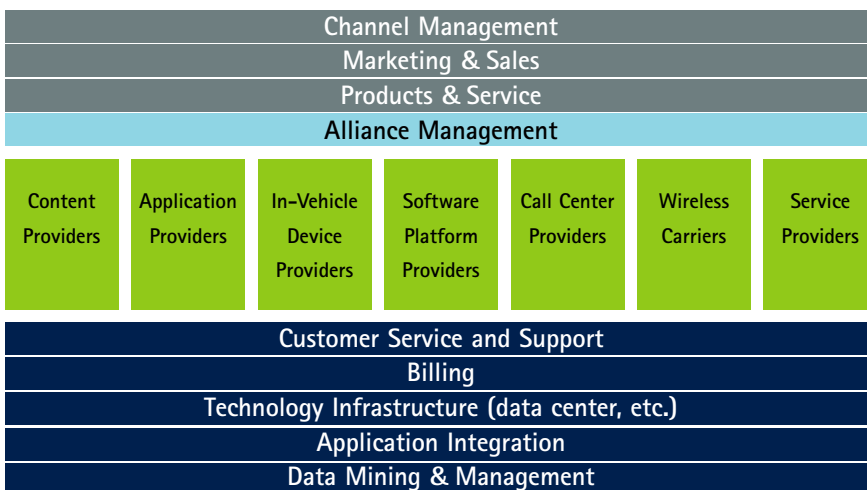 Channel Management
Marketing & Sales
Products & Service
Alliance Management
Content
Providers
Application
Providers
In-Vehicle
Device
Providers
Software
Platform
Providers
Call Center
Providers
Wireless
Carriers
Service
Providers
Customer Service and Support
Billing
Technology Infrastructure (data center, etc.)
Application Integration
Data Mining & Management